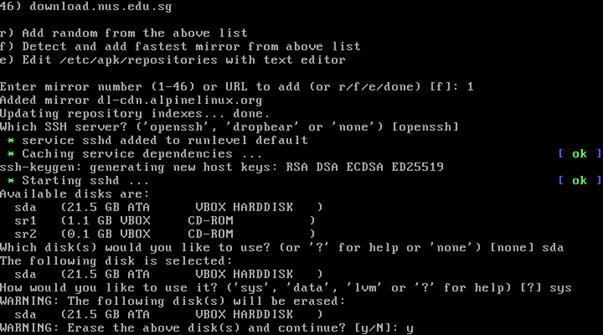 46) download.nus.edu.sg
r) Add random from the above list
f) Detect and add fastest mirror from above list
e) Edit /etc/apk/repositories with text editor
Enter mirror number (1-46) or URL to add (or r/f/e/done) [f]: 1
Added mirror dl-cdn.alpinelinux.org
Updating repository indexes... done.
Which SSH server? ('openssh', 'dropbear' or 'none') [openssh]
* service sshd added to runlevel default
* Caching service dependencies ... [ ok ]
ssh-keygen: generating new host keys: RSA DSA ECDSA ED25519
* Starting sshd ... [ ok ]
Available disks are:
sda (21.5 GB ATA VBOX HARDDISK )
sr1 (1.1 GB VBOX CD-ROM )
sr2 (0.1 GB VBOX CD-ROM )
Which disk(s) would you like to use? (or '?' for help or 'none') [none] sda
The following disk is selected:
sda (21.5 GB ATA VBOX HARDDISK )
How would you like to use it? ('sys', 'data', 'lvm' or '?' for help) [?] sys
WARNING: The following disk(s) will be erased:
sda (21.5 GB ATA VBOX HARDDISK )
WARNING: Erase the above disk(s) and continue? [y/N]: y